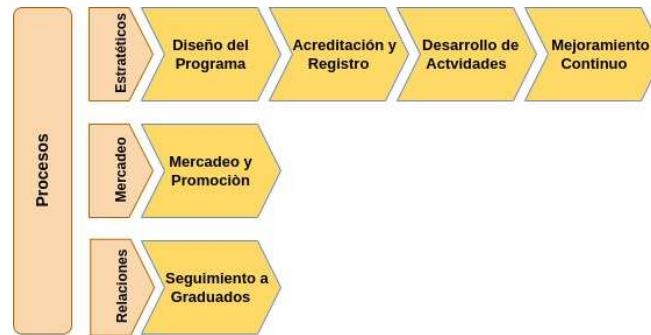 Procesos
Estratéticos
Diseño del
Programa
Acreditación y
Registro
Desarrollo de
Actvidades
Mejoramiento
Continuo
Mercadeo
Mercadeo y
Promociòn
Relaciones
Seguimiento a
Graduados